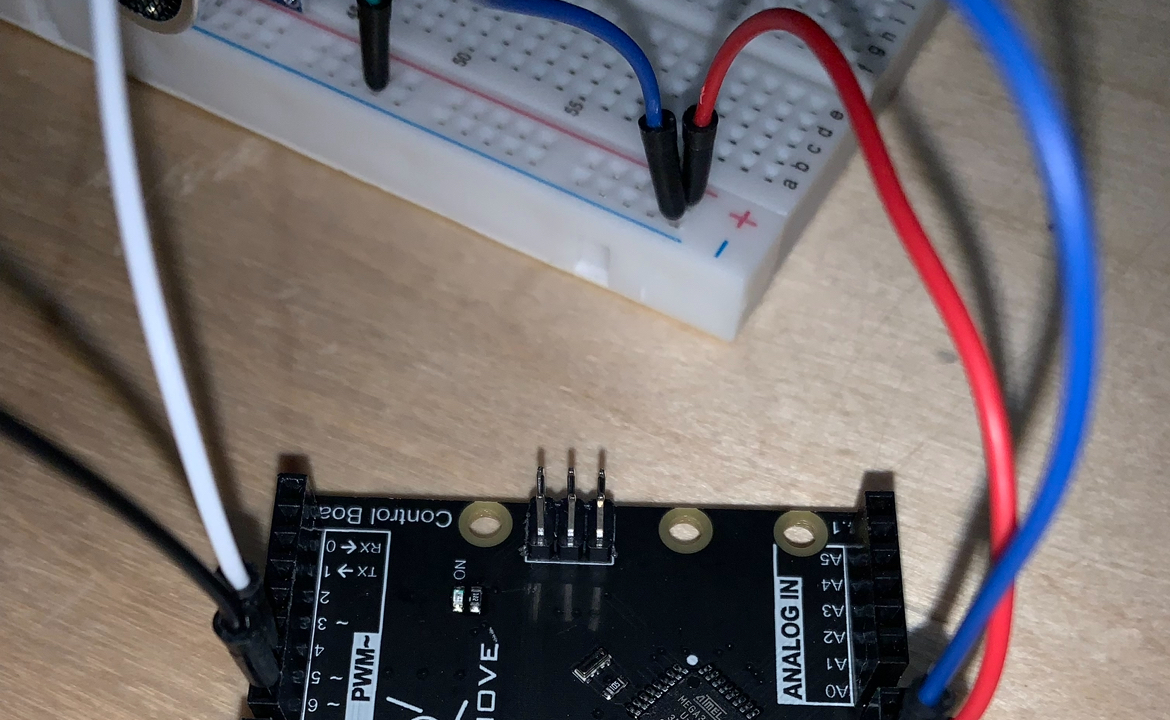 50
55
a b c d e
f g h i
+
-
Control Boa
RX←0
TX→1
2
3 ~
4
5 ~
6
PWM~
ON
ANALOG IN
A5
A4
A3
A2
A1
A0
ATMEL